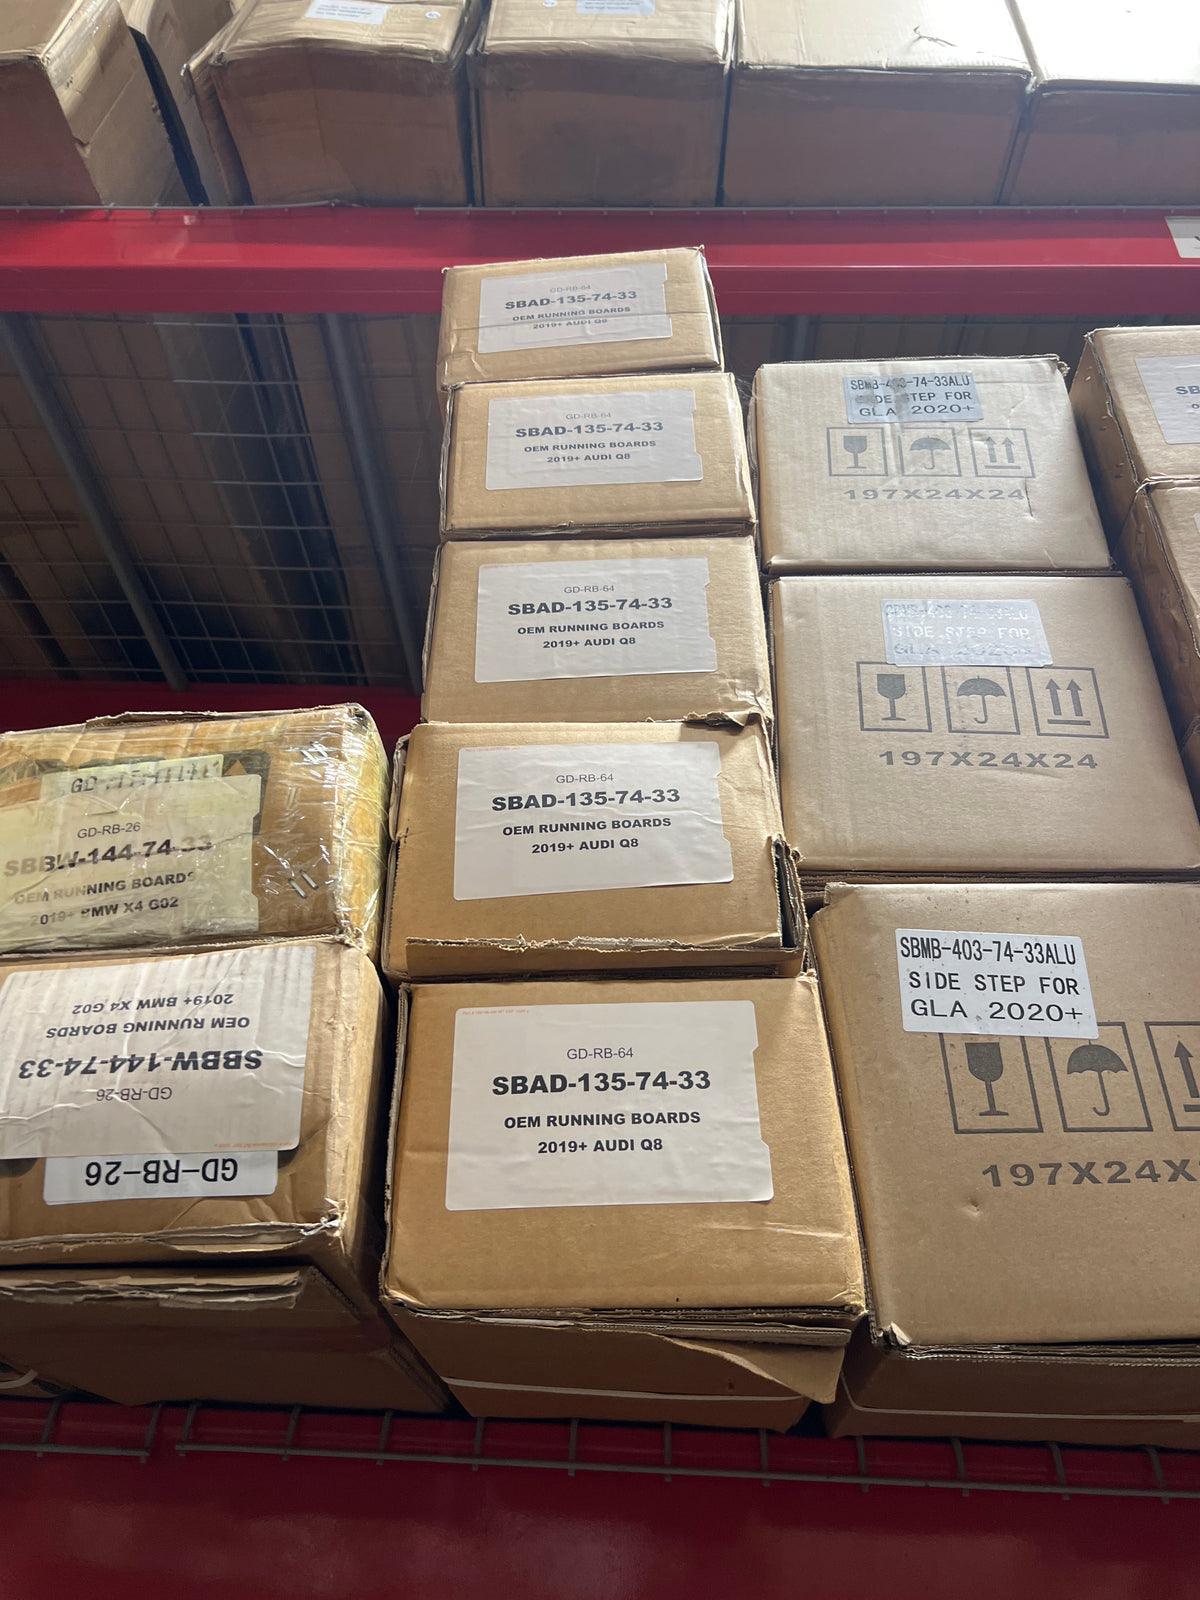 GD-RB-64
SBAD-135-74-33
OEM RUNNING BOARDS
2019+ AUDI Q8
GD-RB-64
SBAD-135-74-33
OEM RUNNING BOARDS
2019+ AUDI Q8
GD-RB-64
SBAD-135-74-33
OEM RUNNING BOARDS
2019+ AUDI Q8
GD-RB-64
SBAD-135-74-33
OEM RUNNING BOARDS
2019+ AUDI Q8
GD-RB-64
SBAD-135-74-33
OEM RUNNING BOARDS
2019+ AUDI Q8
SBMB-403-74-33ALU
SIDE STEP FOR
GLA 2020+
197X24X24
SIDE STEP FOR
GLA 2020+
197X24X24
SBMB-403-74-33ALU
SIDE STEP FOR
GLA 2020+
197X24X
GD-RB-26
SBBW-144-74-33
OEM RUNNING BOARDS
2019+ BMW X4 G02
GD-RB-26
GD-RB-26
SBBW-144-74-33
OEM RUNNING BOARDS
2019+ BMW X4 G02
SB